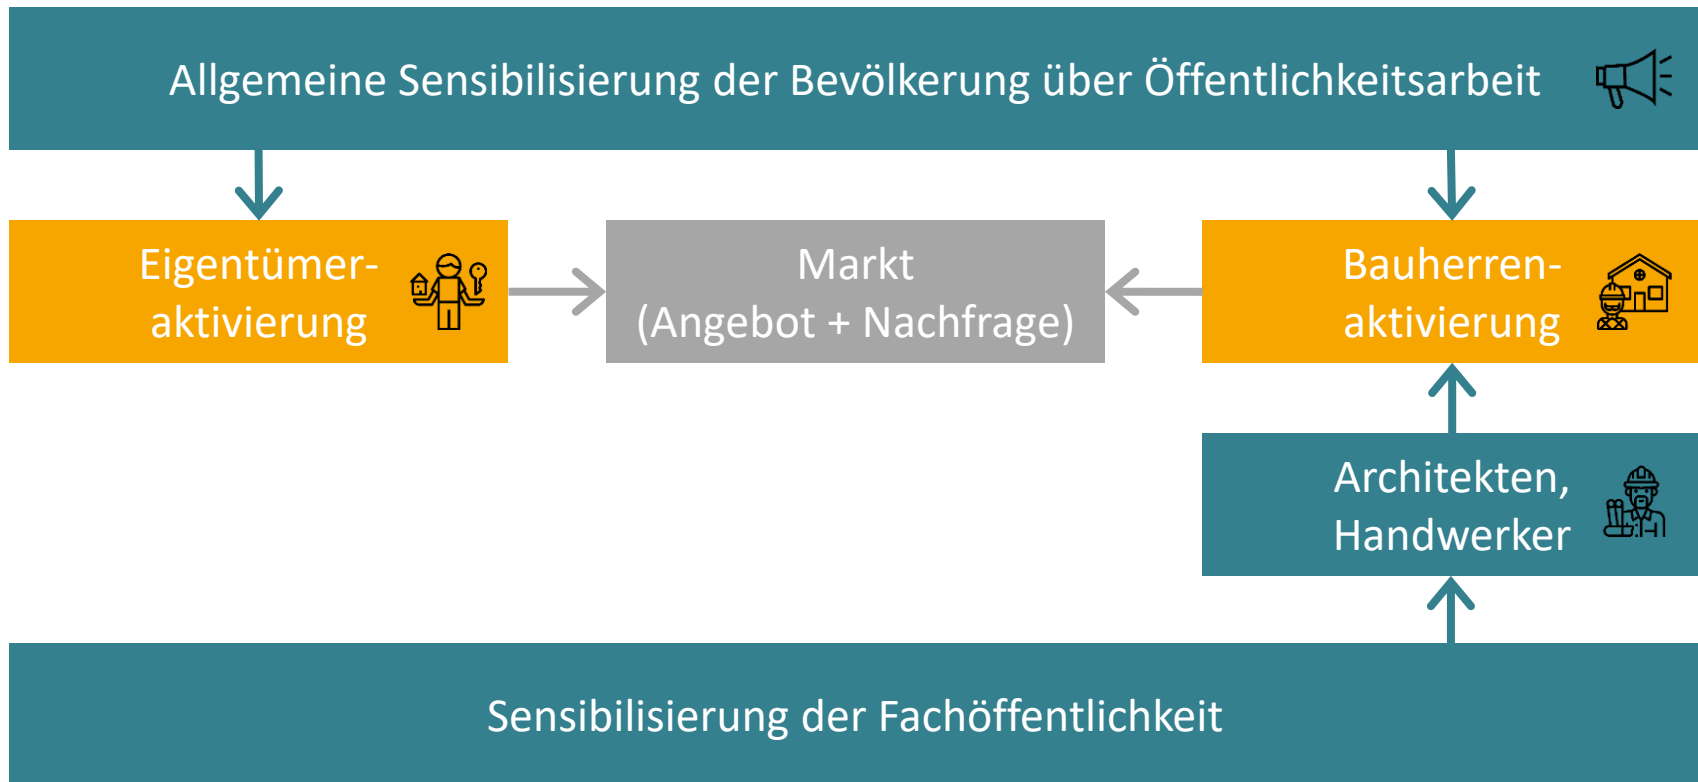 Allgemeine Sensibilisierung der Bevölkerung über Öffentlichkeitsarbeit
Eigentümer-
aktivierung
Markt
(Angebot + Nachfrage)
Bauherren-
aktivierung
Architekten,
Handwerker
Sensibilisierung der Fachöffentlichkeit